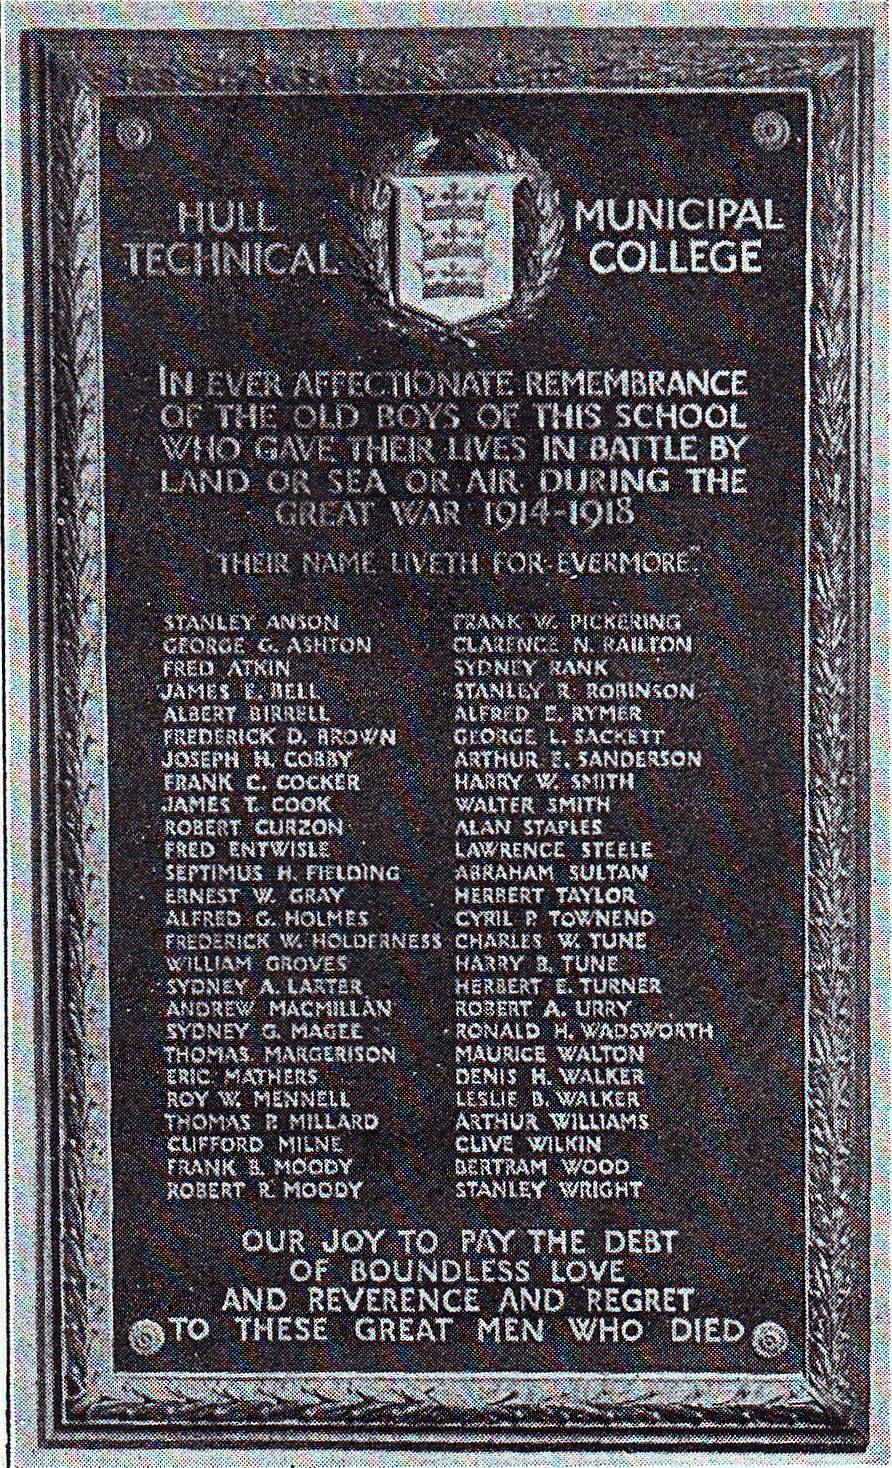 HULL
TECHNICAL
MUNICIPAL
COLLEGE
IN EVER AFFECTIONATE REMEMBRANCE
OF THE OLD BOYS OF THIS SCHOOL
WHO GAVE THEIR LIVES IN BATTLE BY
LAND OR SEA OR AIR DURING THE
GREAT WAR 1914-1918
"THEIR NAME LIVETH FOR EVERMORE"
STANLEY ANSON
GEORGE G. ASHTON
FRED ATKIN
JAMES E. BELL
ALBERT BIRRELL
FREDERICK D. BROWN
JOSEPH H. COBBY
FRANK C. COCKER
JAMES T. COOK
ROBERT CURZON
FRED ENTWISLE
SEPTIMUS H. FIELDING
ERNEST W. GRAY
ALFRED G. HOLMES
FREDERICK W. HOLDERNESS
WILLIAM GROVES
SYDNEY A. LARTER
ANDREW MACMILLAN
SYDNEY G. MAGEE
THOMAS MARGERISON
ERIC MATHERS
ROY W. MENNELL
THOMAS P. MILLARD
CLIFFORD MILNE
FRANK B. MOODY
ROBERT R. MOODY
FRANK W. PICKERING
CLARENCE N. RAILTON
SYDNEY RANK
STANLEY R. ROBINSON
ALFRED E. RYMER
GEORGE L. SACKETT
ARTHUR E. SANDERSON
HARRY W. SMITH
WALTER SMITH
ALAN STAPLES
LAWRENCE STEELE
ABRAHAM SULTAN
HERBERT TAYLOR
CYRIL P. TOWNEND
CHARLES W. TUNE
HARRY B. TUNE
HERBERT E. TURNER
ROBERT A. URRY
RONALD H. WADSWORTH
MAURICE WALTON
DENIS H. WALKER
LESLIE B. WALKER
ARTHUR WILLIAMS
CLIVE WILKIN
BERTRAM WOOD
STANLEY WRIGHT
OUR JOY TO PAY THE DEBT
OF BOUNDLESS LOVE
AND REVERENCE AND REGRET
TO THESE GREAT MEN WHO DIED